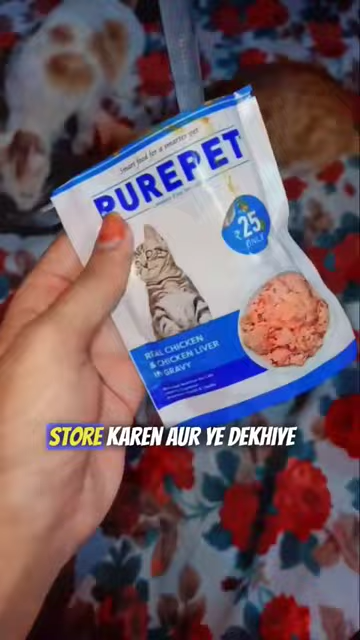 Smart food for a smarter pet
PUREPET
₹25
ONLY
REAL CHICKEN
& CHICKEN LIVER
IN GRAVY
STORE KAREN AUR YE DEKHIYE